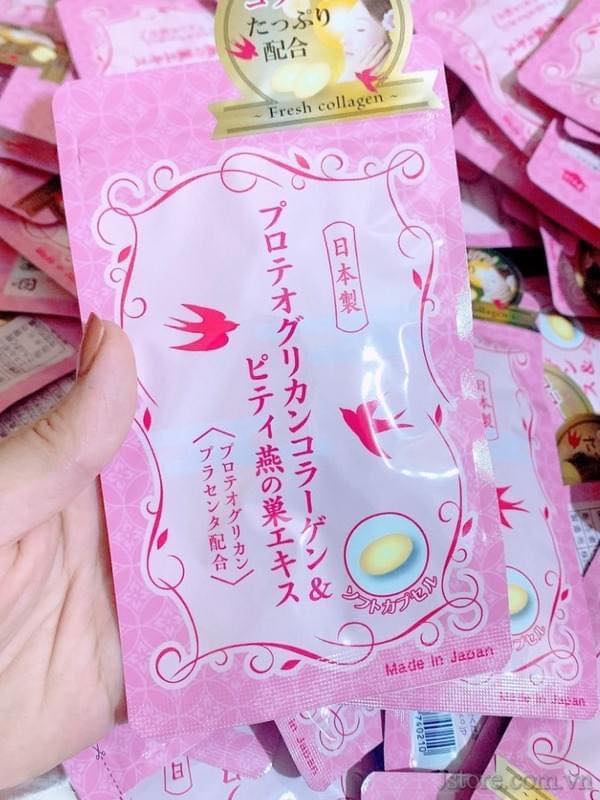 たっぷり
配合
~ Fresh collagen ~
日本製
プロテオグリカンコラーゲン&
ピティ燕の巣エキス
〈プロテオグリカン
プラセンタ配合〉
ソフトカプセル
Made in Japan
日本製
Made in Japan
jstore.com.vn